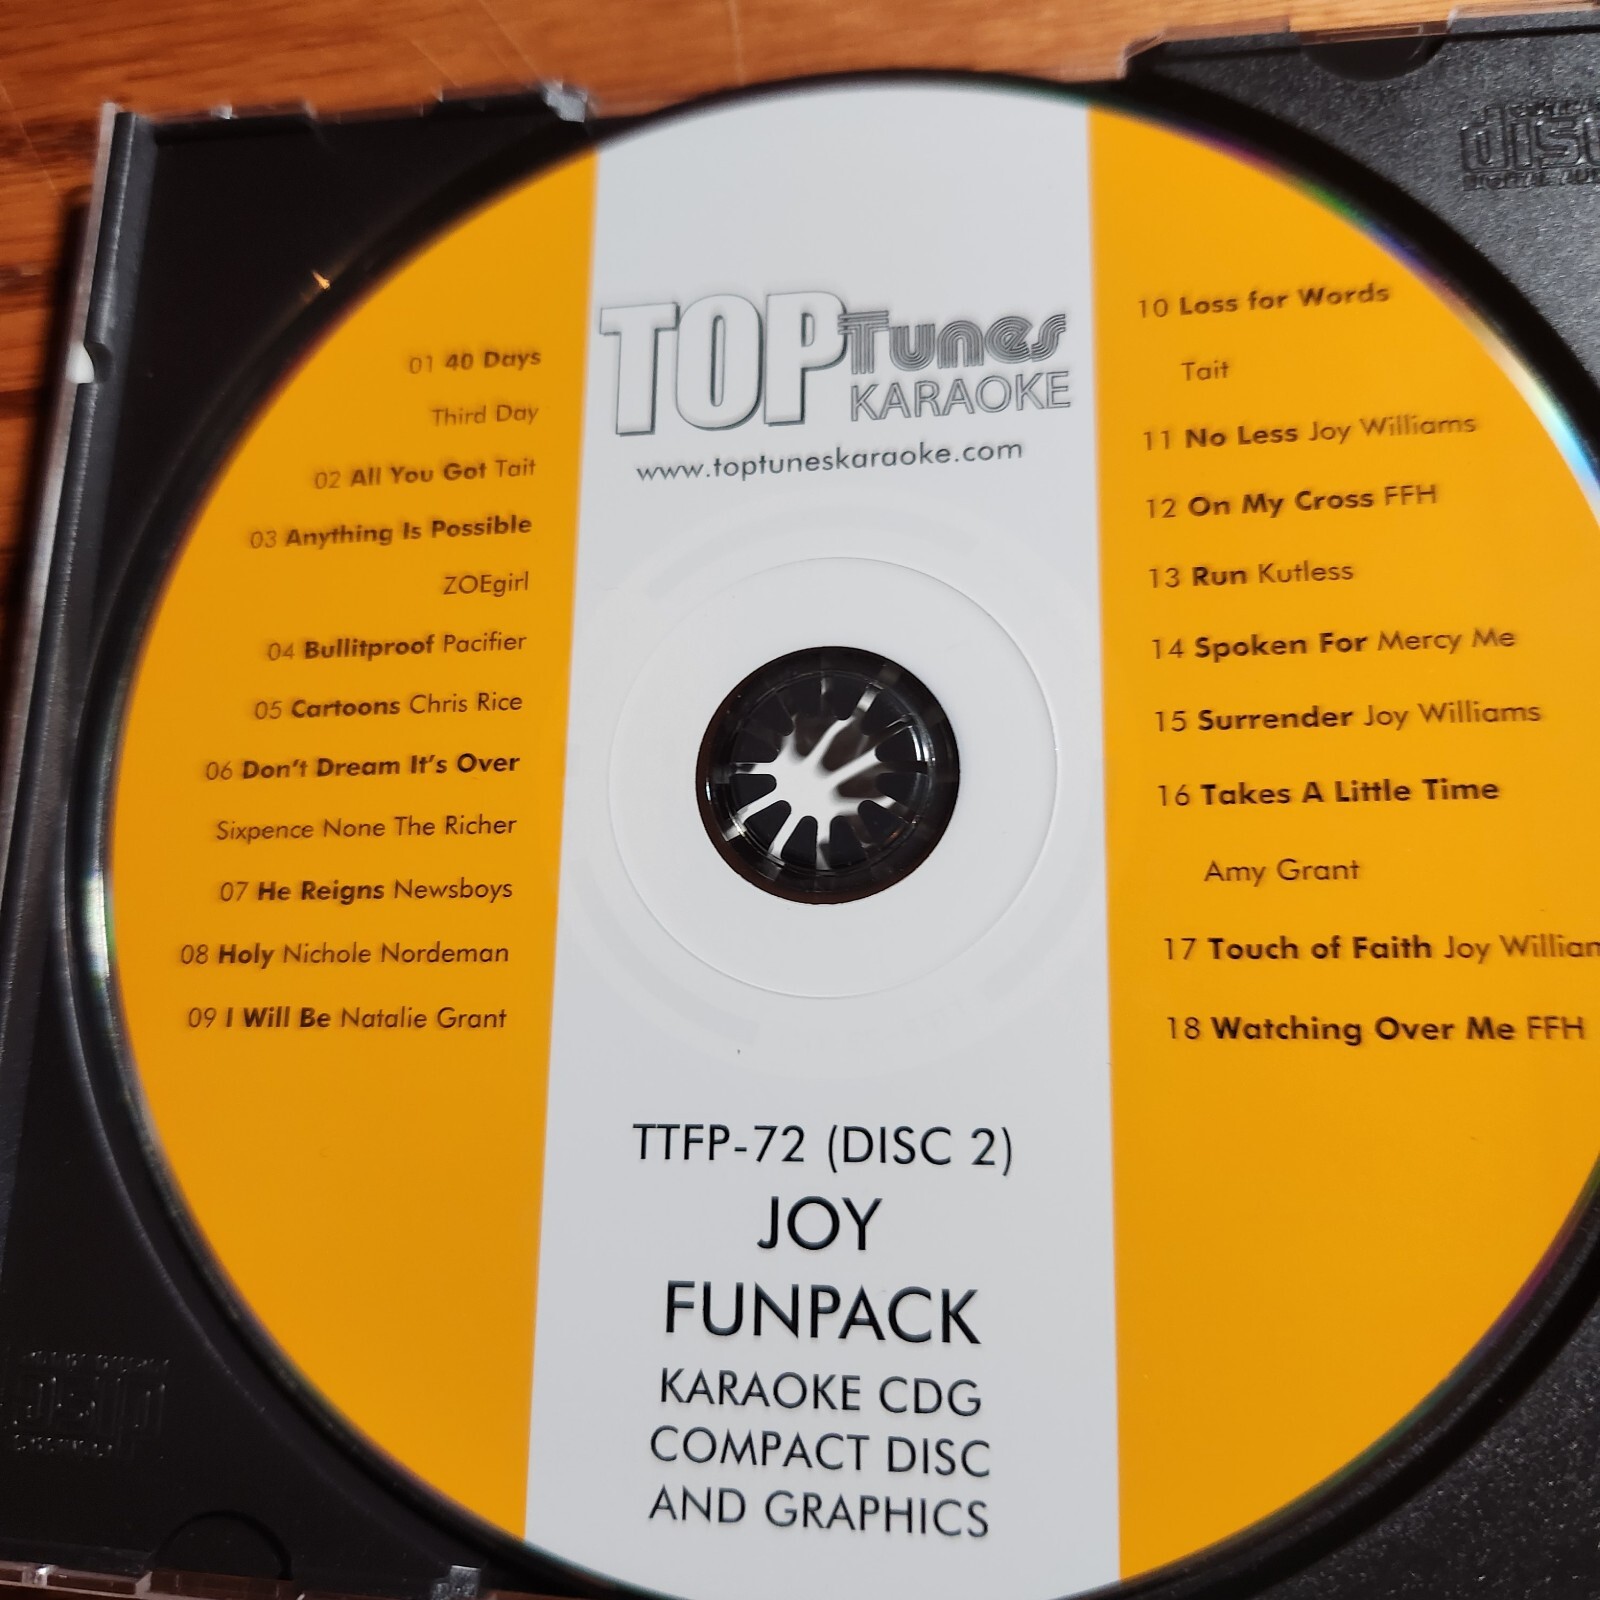 TOP Tunes
KARAOKE
www.toptuneskaraoke.com
01 40 Days
Third Day
02 All You Got Tait
03 Anything Is Possible
ZOEgirl
04 Bullitproof Pacifier
05 Cartoons Chris Rice
06 Don't Dream It's Over
Sixpence None The Richer
07 He Reigns Newsboys
08 Holy Nichole Nordeman
09 I Will Be Natalie Grant
10 Loss for Words
Tait
11 No Less Joy Williams
12 On My Cross FFH
13 Run Kutless
14 Spoken For Mercy Me
15 Surrender Joy Williams
16 Takes A Little Time
Amy Grant
17 Touch of Faith Joy William
18 Watching Over Me FFH
TTFP-72 (DISC 2)
JOY
FUNPACK
KARAOKE CDG
COMPACT DISC
AND GRAPHICS